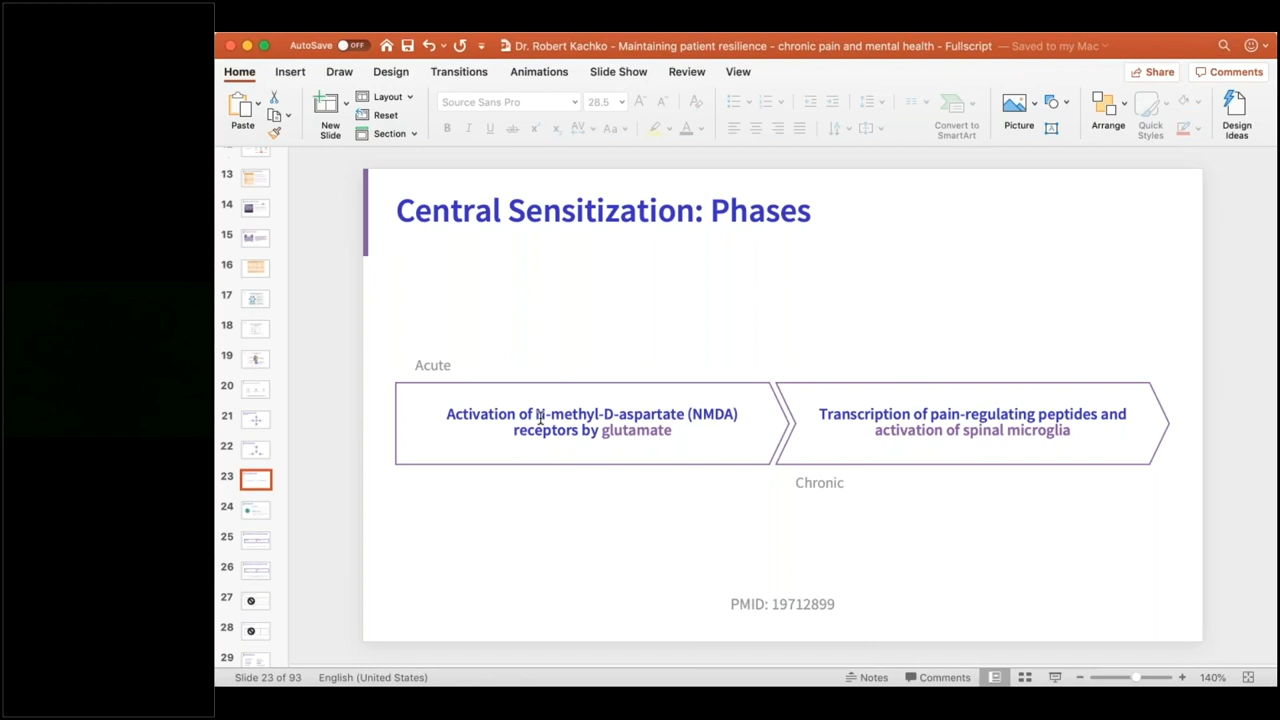 AutoSave OFF
Dr. Robert Kachko - Maintaining patient resilience - chronic pain and mental health - Fullscript — Saved to my Mac
Home Insert Draw Design Transitions Animations Slide Show Review View Share Comments
Paste
New Slide
Layout
Reset
Section
Source Sans Pro 28.5
Convert to SmartArt
Picture
Arrange
Quick Styles
Design Ideas
13
14
15
16
17
18
19
20
21
22
23
24
25
26
27
28
29
Central Sensitization: Phases
Acute
Activation of N-methyl-D-aspartate (NMDA)
receptors by glutamate
Transcription of pain-regulating peptides and
activation of spinal microglia
Chronic
PMID: 19712899
Slide 23 of 93 English (United States) Notes Comments 140%